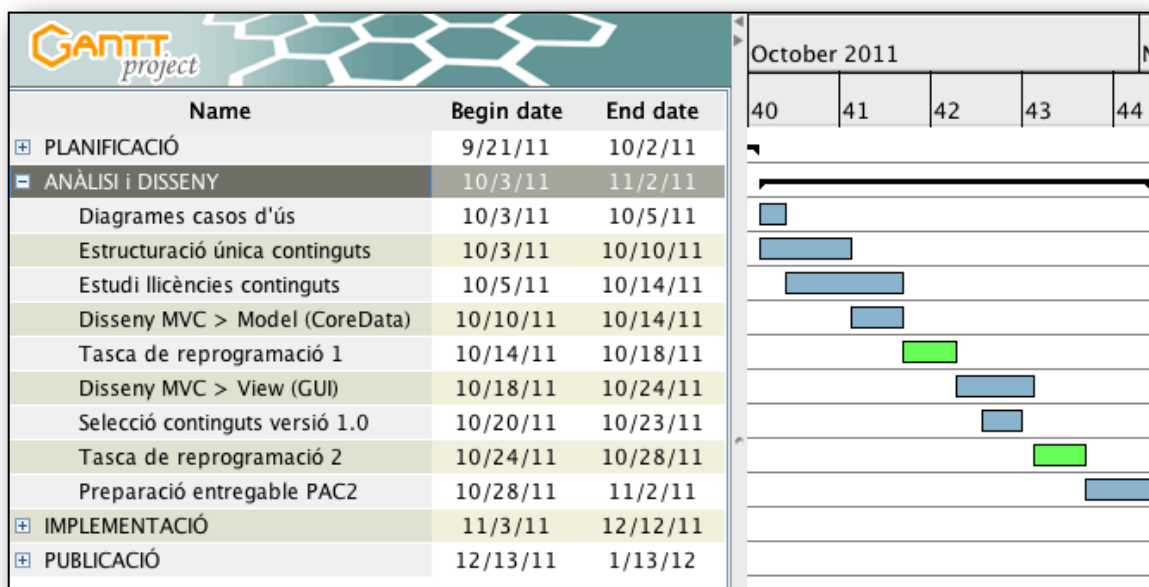 GANTT
project
October 2011
N
40 41 42 43 44
Name Begin date End date
PLANIFICACIÓ 9/21/11 10/2/11
ANÀLISI i DISSENY 10/3/11 11/2/11
Diagrames casos d'ús 10/3/11 10/5/11
Estructuració única continguts 10/3/11 10/10/11
Estudi llicències continguts 10/5/11 10/14/11
Disseny MVC > Model (CoreData) 10/10/11 10/14/11
Tasca de reprogramació 1 10/14/11 10/18/11
Disseny MVC > View (GUI) 10/18/11 10/24/11
Selecció continguts versió 1.0 10/20/11 10/23/11
Tasca de reprogramació 2 10/24/11 10/28/11
Preparació entregable PAC2 10/28/11 11/2/11
IMPLEMENTACIÓ 11/3/11 12/12/11
PUBLICACIÓ 12/13/11 1/13/12